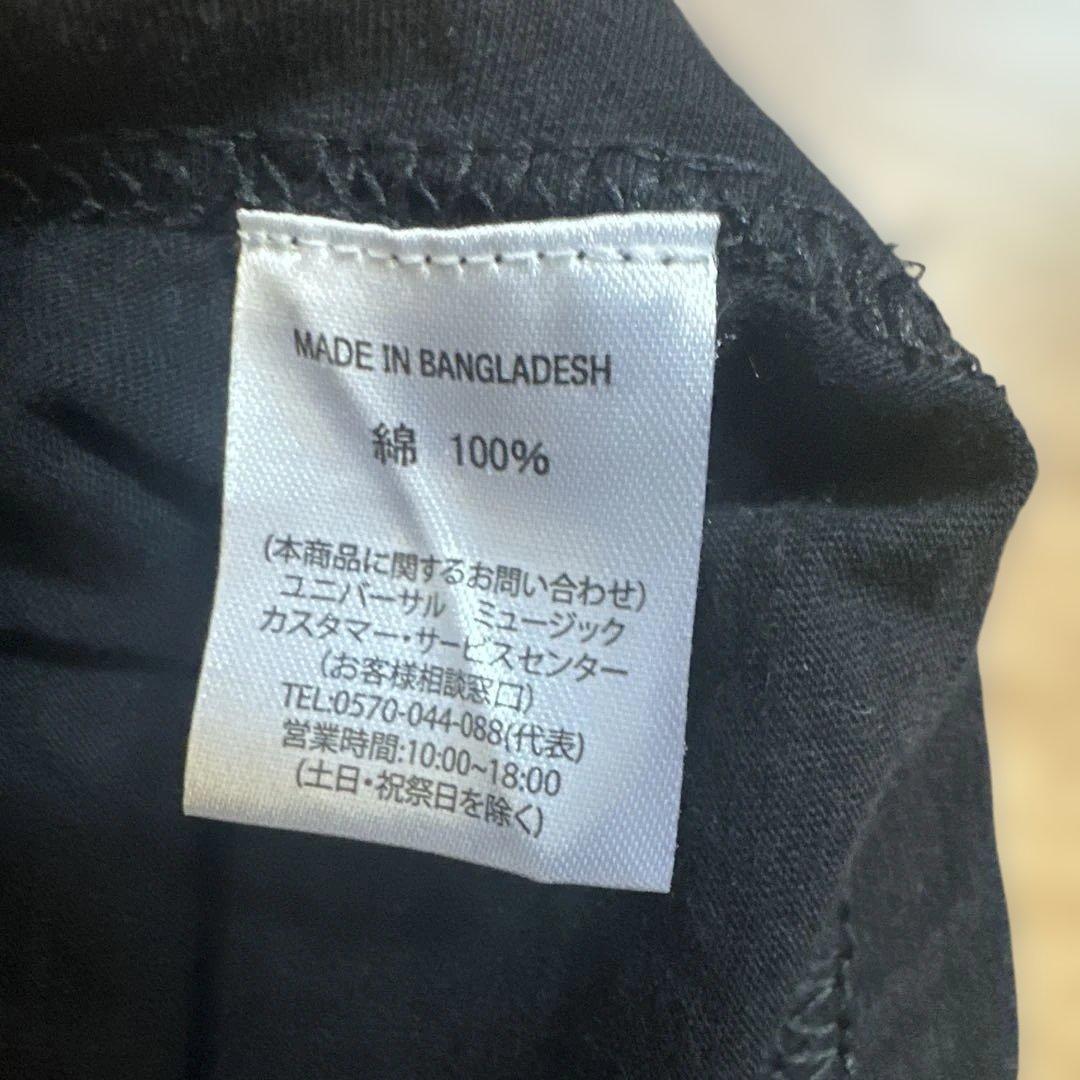 MADE IN BANGLADESH
綿 100%
(本商品に関するお問い合わせ)
ユニバーサル ミュージック
カスタマー・サービスセンター
(お客様相談窓口)
TEL:0570-044-088(代表)
営業時間:10:00~18:00
(土日・祝祭日を除く)